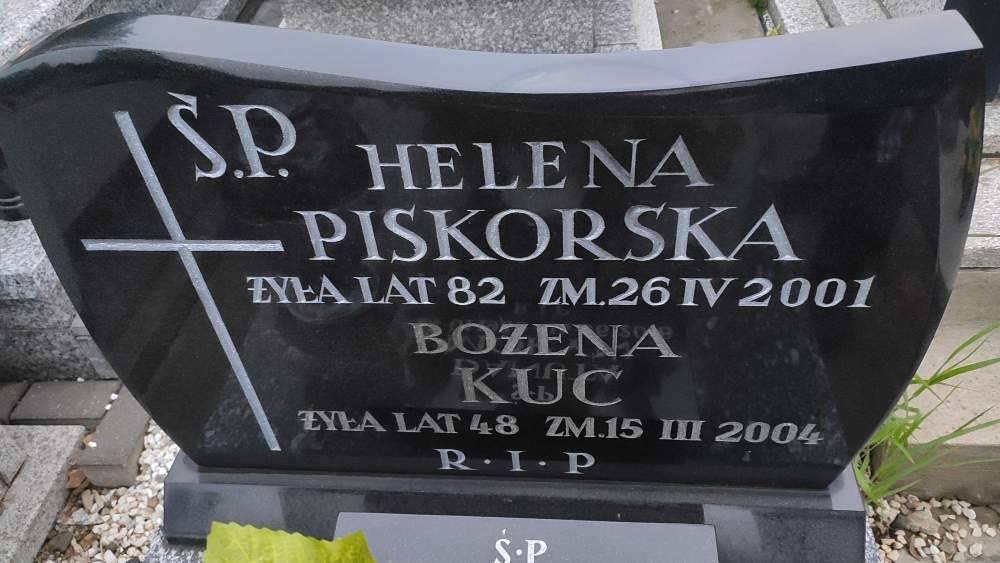 Ś.P. HELENA
PISKORSKA
ŻYŁA LAT 82 ZM.26 IV 2001
BOŻENA
KUC
ŻYŁA LAT 48 ZM.15 III 2004
R·I·P
Ś·P